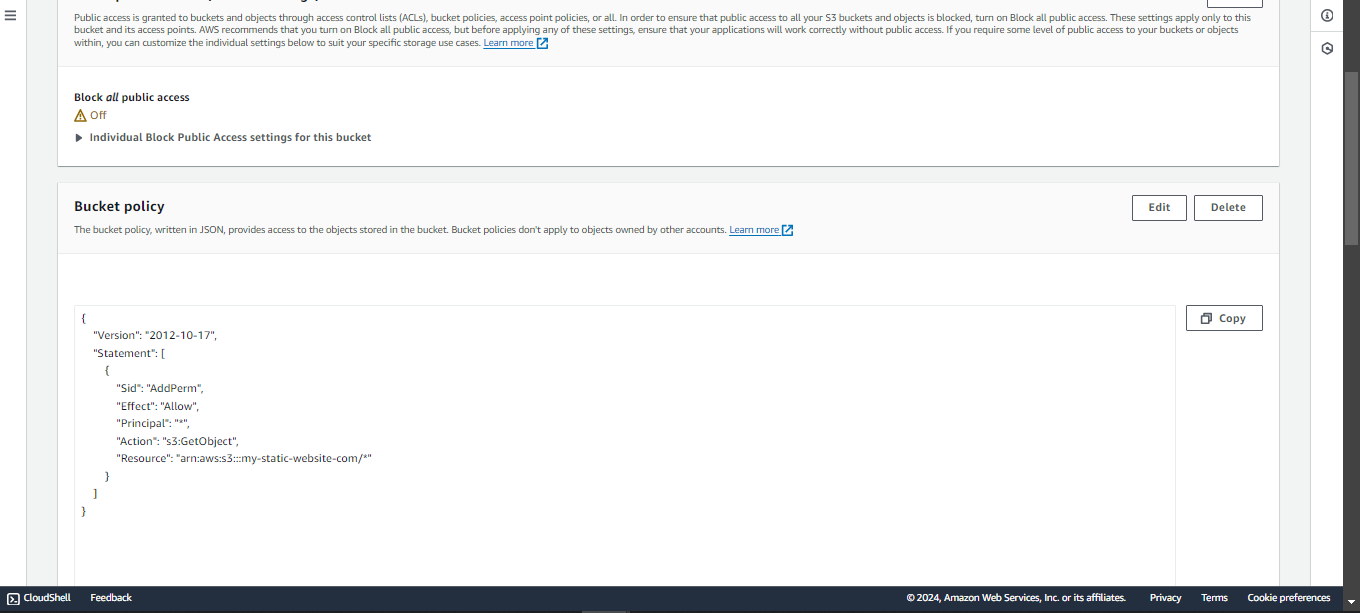 Public access is granted to buckets and objects through access control lists (ACLs), bucket policies, access point policies, or all. In order to ensure that public access to all your S3 buckets and objects is blocked, turn on Block all public access. These settings apply only to this
bucket and its access points. AWS recommends that you turn on Block all public access, but before applying any of these settings, ensure that your applications will work correctly without public access. If you require some level of public access to your buckets or objects
within, you can customize the individual settings below to suit your specific storage use cases. Learn more
Block all public access
Off
Individual Block Public Access settings for this bucket
Bucket policy
Edit
Delete
The bucket policy, written in JSON, provides access to the objects stored in the bucket. Bucket policies don't apply to objects owned by other accounts. Learn more
Copy
{
"Version": "2012-10-17",
"Statement": [
{
"Sid": "AddPerm",
"Effect": "Allow",
"Principal": "*",
"Action": "s3:GetObject",
"Resource": "arn:aws:s3:::my-static-website-com/*"
}
]
}
CloudShell
Feedback
© 2024, Amazon Web Services, Inc. or its affiliates.
Privacy
Terms
Cookie preferences